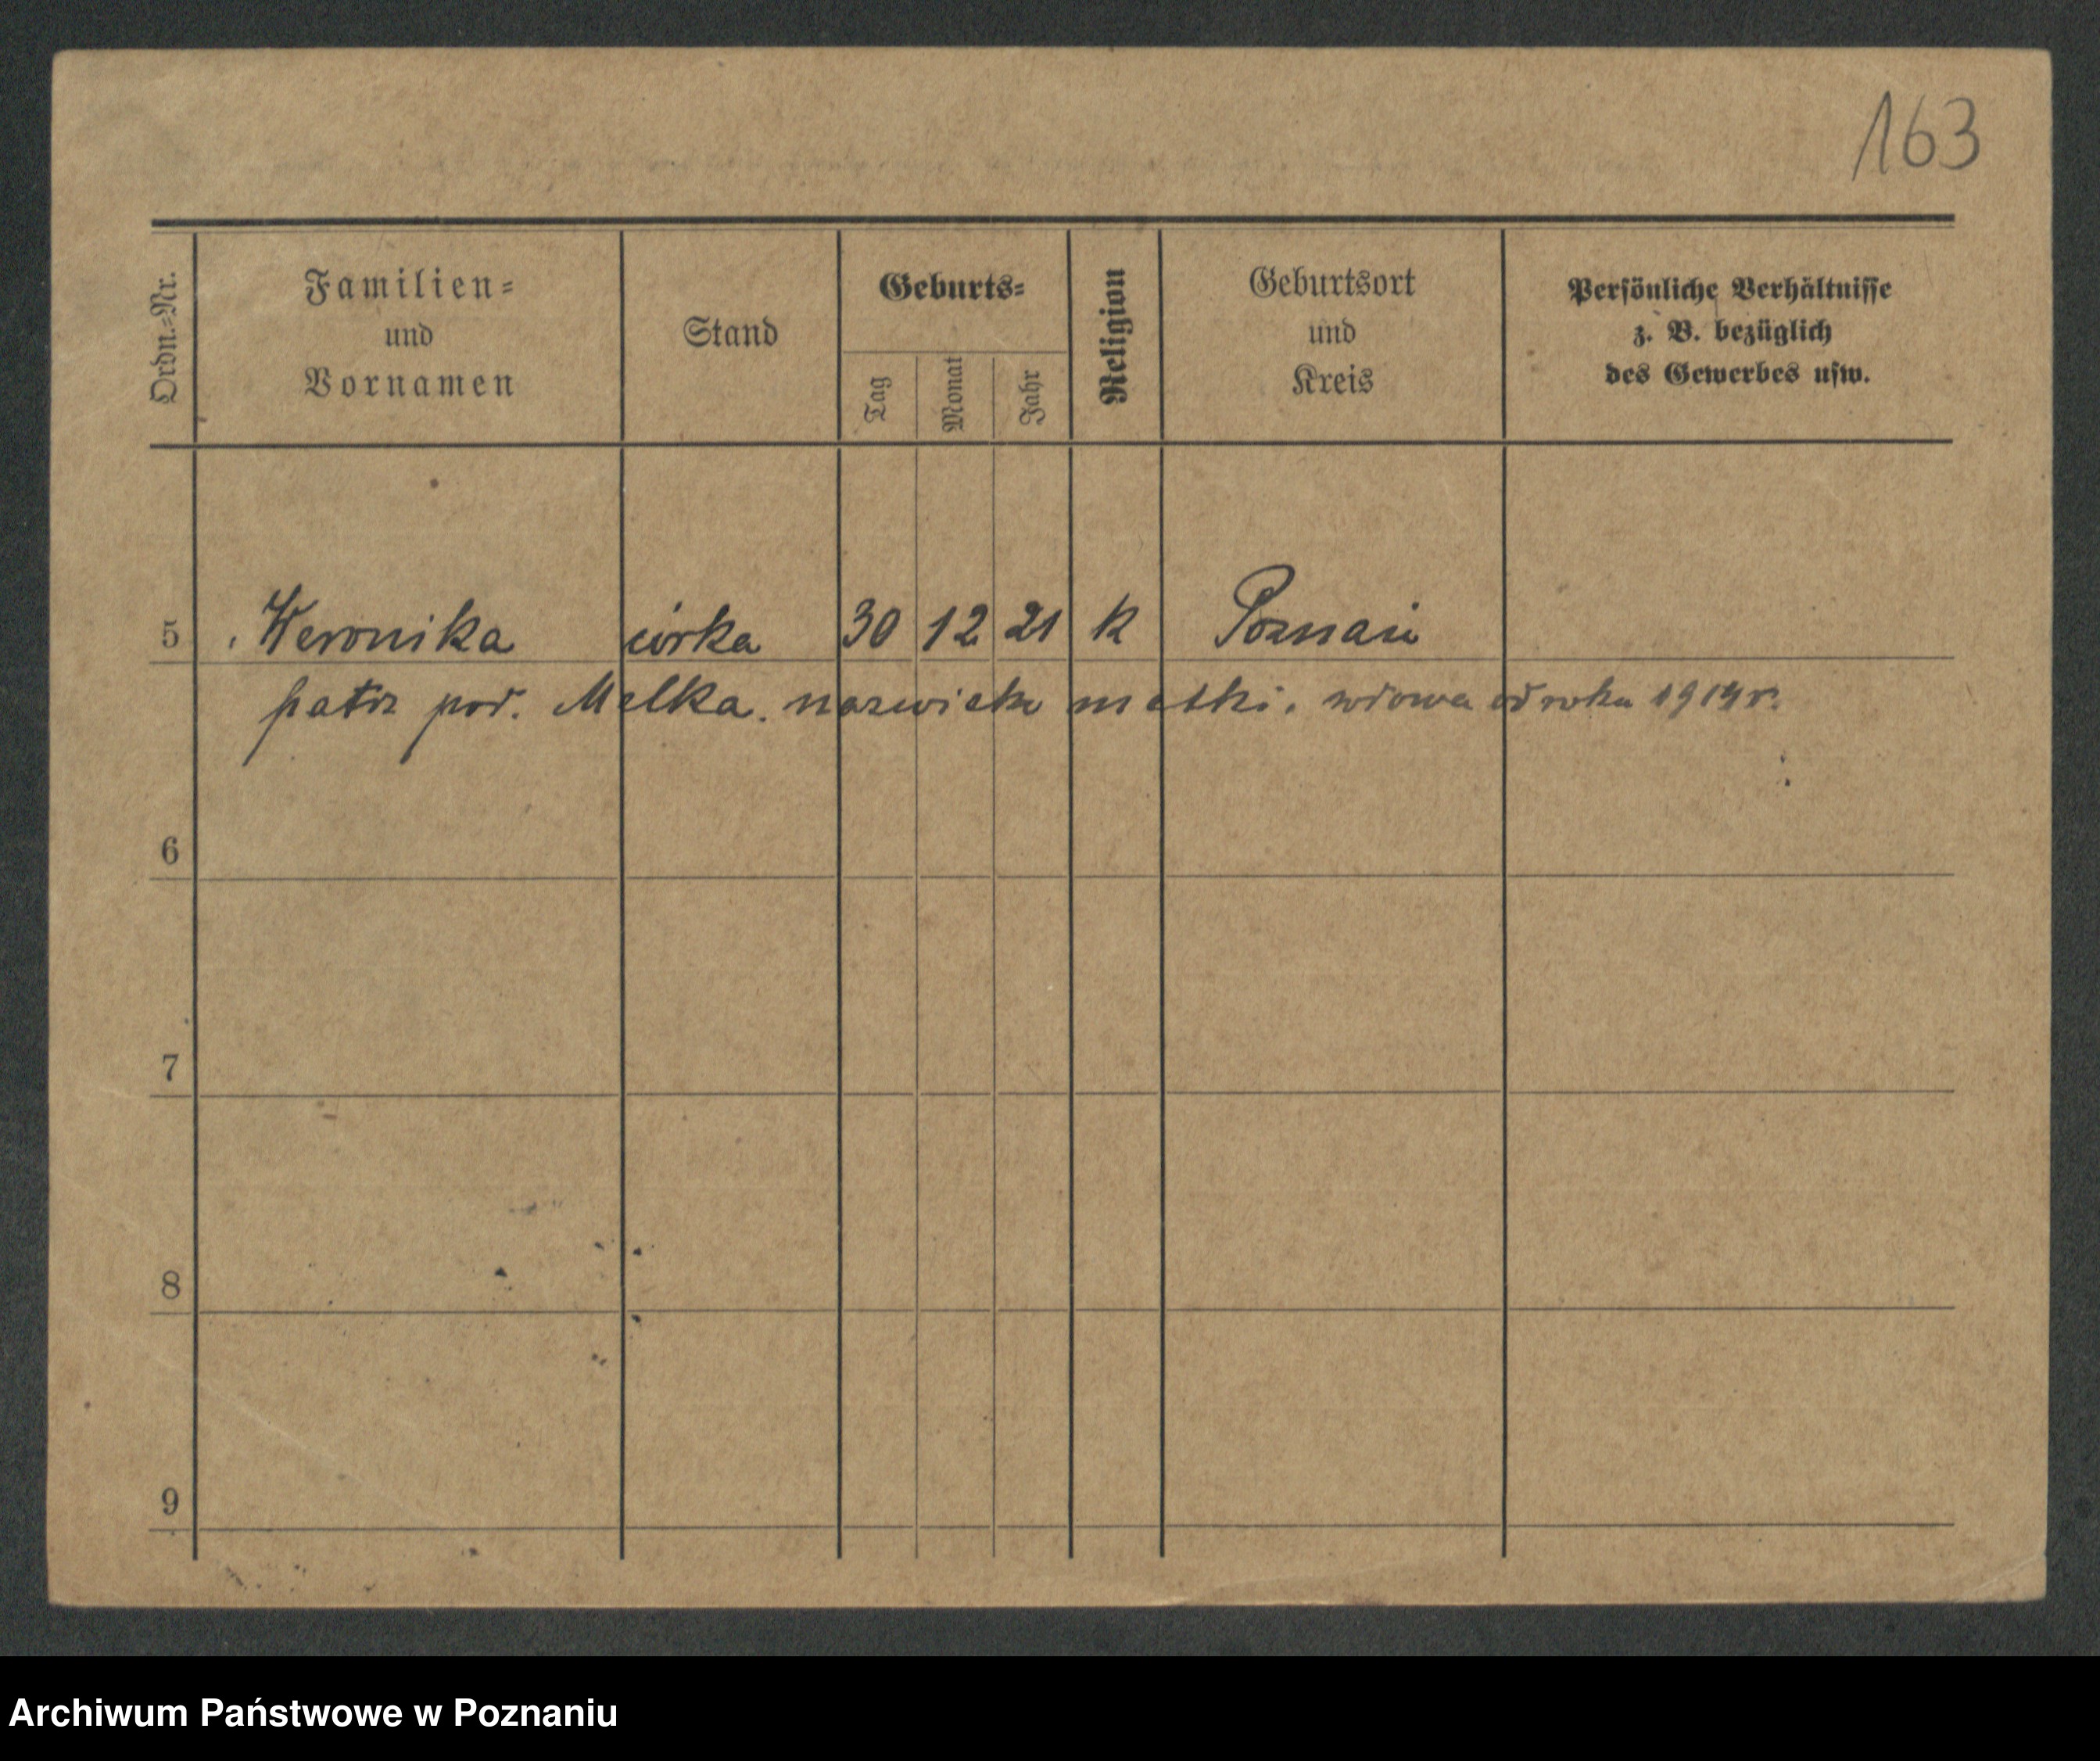 163
Ordn.=Nr.
Familien=
und
Vornamen
Stand
Geburts=
Tag
Monat
Jahr
Religion
Geburtsort
und
Kreis
Persönliche Verhältnisse
z. B. bezüglich
des Gewerbes usw.
5 Weronika córka 30 12 21 K Poznań
patrz pod. Melka. nazwisko matki. wdowa od roku 1914 r.
6
7
8
9
Archiwum Państwowe w Poznaniu